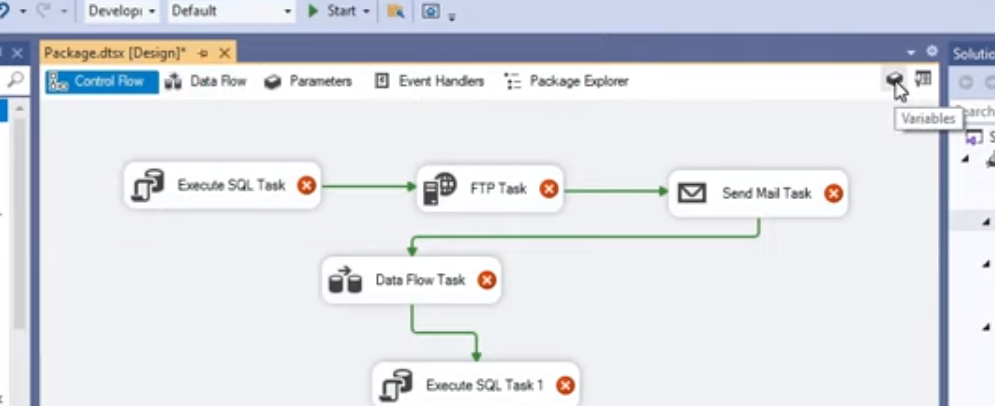 Developı Default Start
Package.dtsx [Design]* Solutio
Control Flow Data Flow Parameters Event Handlers Package Explorer
Variables earch
Execute SQL Task FTP Task Send Mail Task
Data Flow Task
Execute SQL Task 1